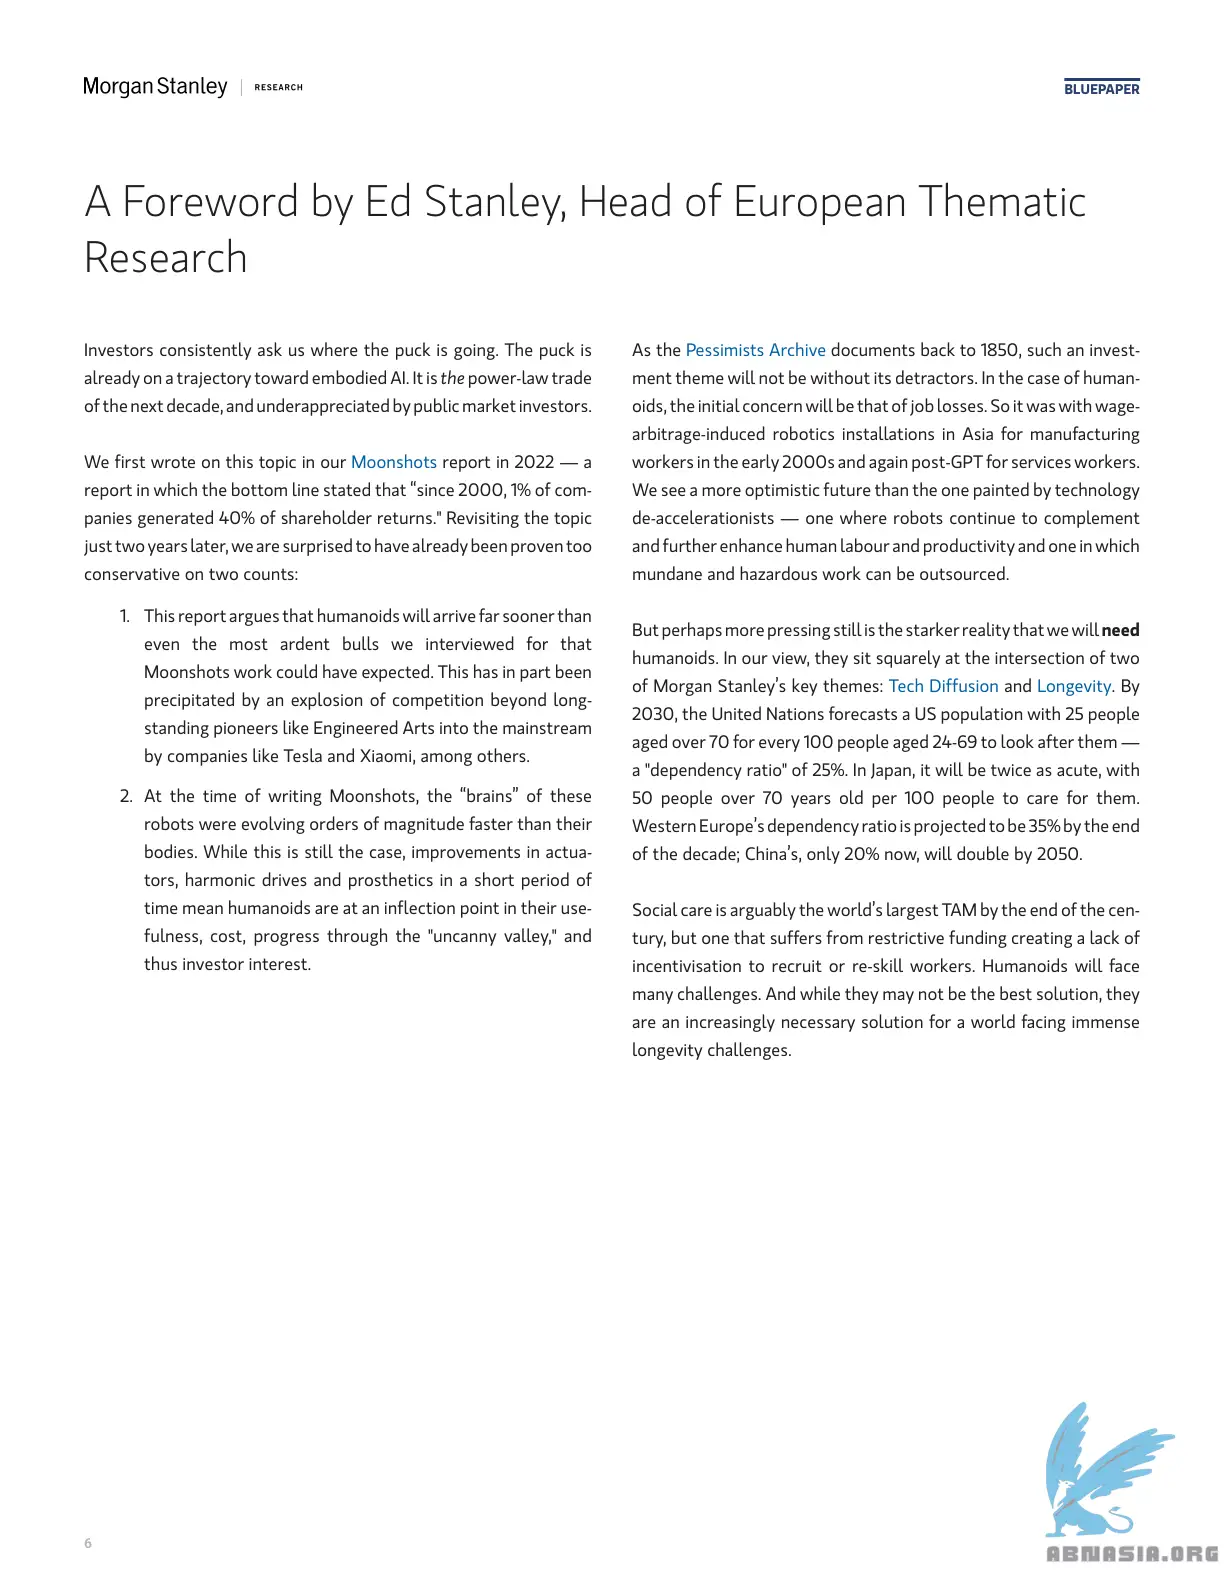 Morgan Stanley | RESEARCH
BLUEPAPER
A Foreword by Ed Stanley, Head of European Thematic
Research
Investors consistently ask us where the puck is going. The puck is
already on a trajectory toward embodied AI. It is the power-law trade
of the next decade, and underappreciated by public market investors.
We first wrote on this topic in our Moonshots report in 2022 — a
report in which the bottom line stated that “since 2000, 1% of com-
panies generated 40% of shareholder returns." Revisiting the topic
just two years later, we are surprised to have already been proven too
conservative on two counts:
1. This report argues that humanoids will arrive far sooner than
even the most ardent bulls we interviewed for that
Moonshots work could have expected. This has in part been
precipitated by an explosion of competition beyond long-
standing pioneers like Engineered Arts into the mainstream
by companies like Tesla and Xiaomi, among others.
2. At the time of writing Moonshots, the “brains” of these
robots were evolving orders of magnitude faster than their
bodies. While this is still the case, improvements in actua-
tors, harmonic drives and prosthetics in a short period of
time mean humanoids are at an inflection point in their use-
fulness, cost, progress through the "uncanny valley," and
thus investor interest.
As the Pessimists Archive documents back to 1850, such an invest-
ment theme will not be without its detractors. In the case of human-
oids, the initial concern will be that of job losses. So it was with wage-
arbitrage-induced robotics installations in Asia for manufacturing
workers in the early 2000s and again post-GPT for services workers.
We see a more optimistic future than the one painted by technology
de-accelerationists — one where robots continue to complement
and further enhance human labour and productivity and one in which
mundane and hazardous work can be outsourced.
But perhaps more pressing still is the starker reality that we will need
humanoids. In our view, they sit squarely at the intersection of two
of Morgan Stanley’s key themes: Tech Diffusion and Longevity. By
2030, the United Nations forecasts a US population with 25 people
aged over 70 for every 100 people aged 24-69 to look after them —
a "dependency ratio" of 25%. In Japan, it will be twice as acute, with
50 people over 70 years old per 100 people to care for them.
Western Europe’s dependency ratio is projected to be 35% by the end
of the decade; China’s, only 20% now, will double by 2050.
Social care is arguably the world’s largest TAM by the end of the cen-
tury, but one that suffers from restrictive funding creating a lack of
incentivisation to recruit or re-skill workers. Humanoids will face
many challenges. And while they may not be the best solution, they
are an increasingly necessary solution for a world facing immense
longevity challenges.
6
ABNASIA.ORG